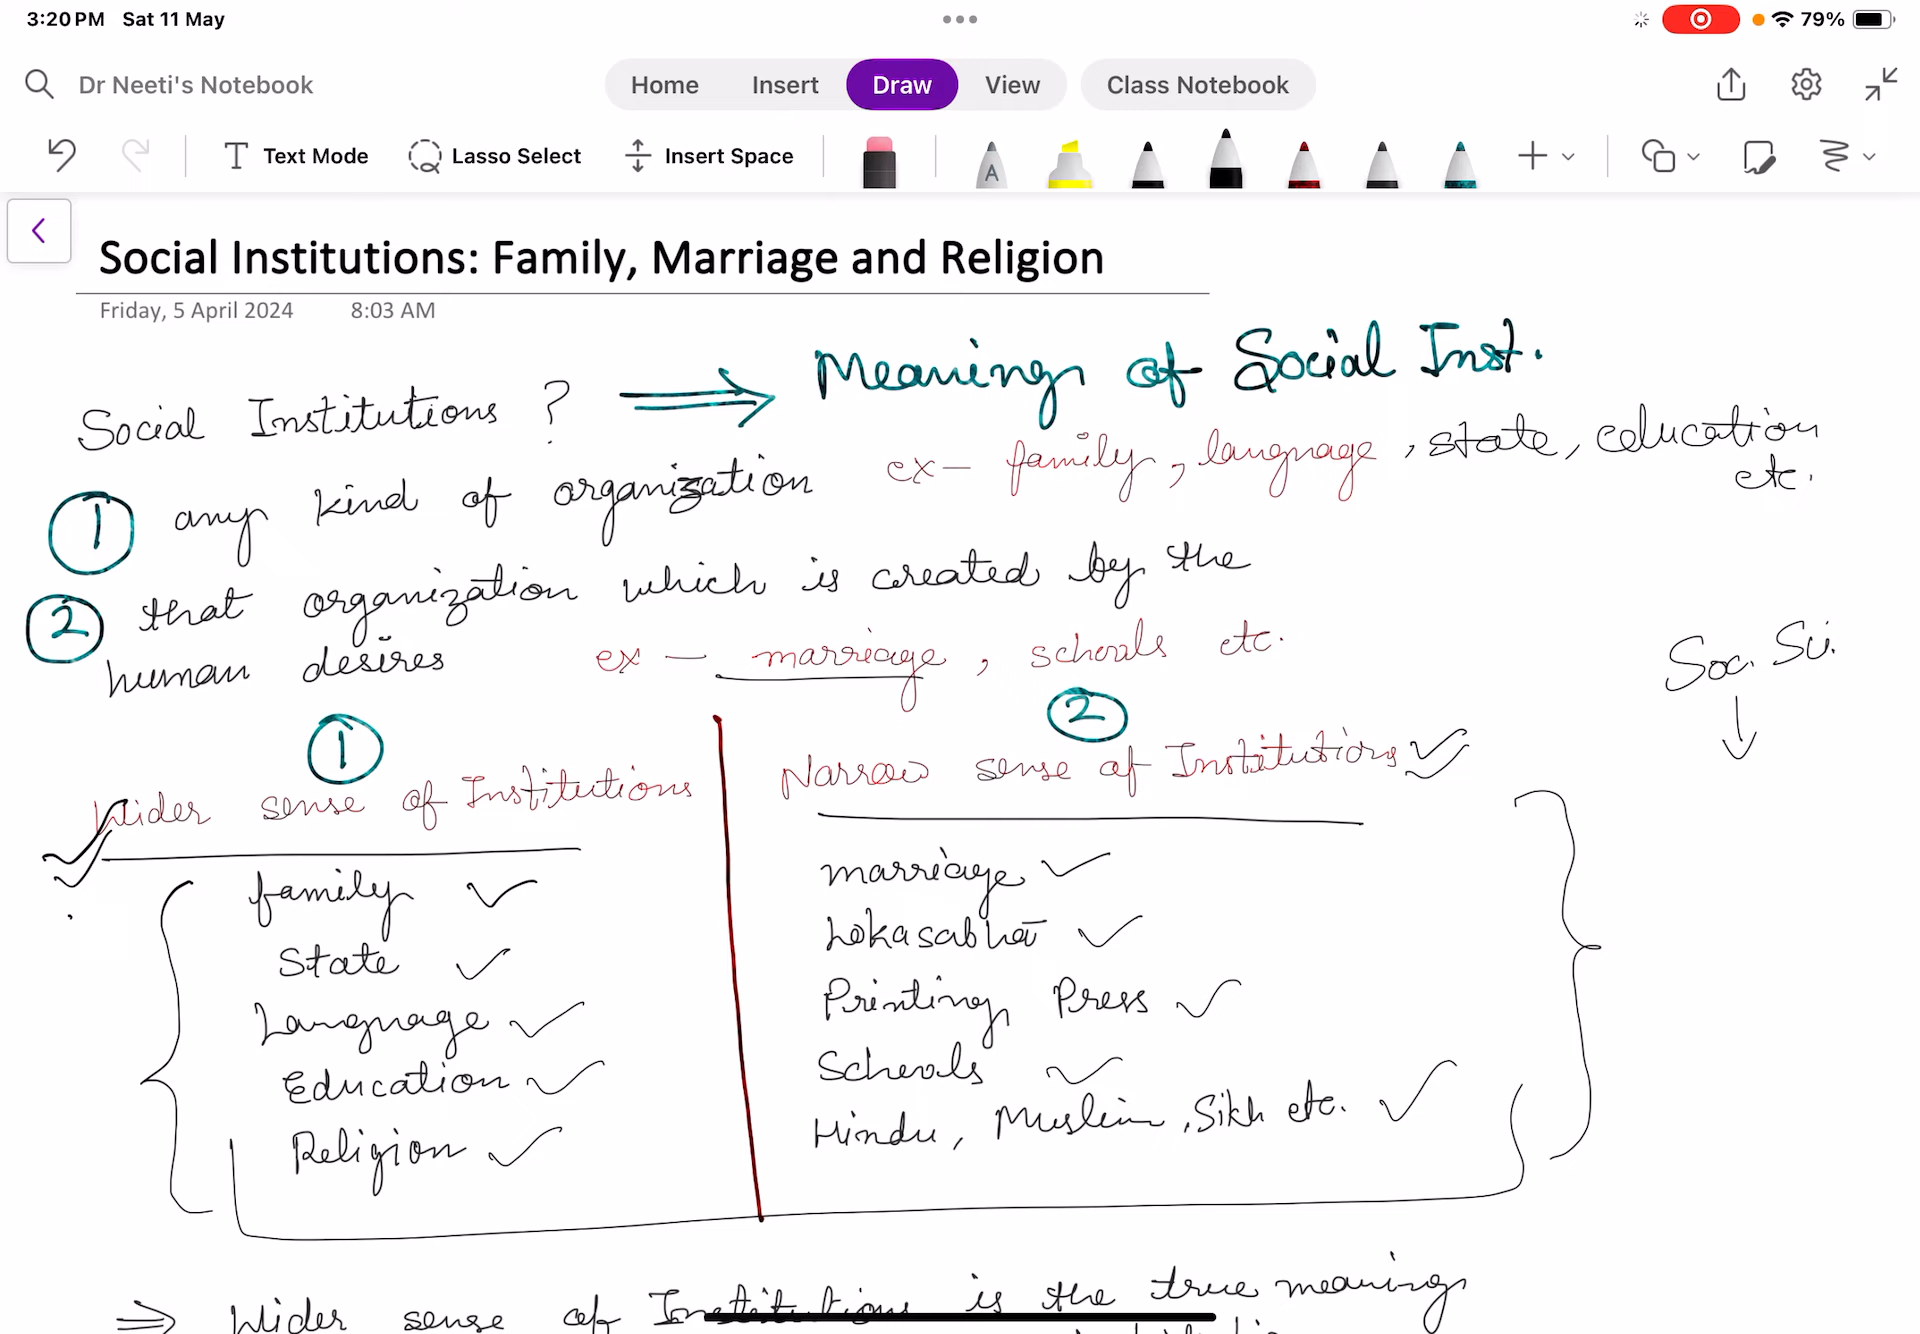 3:20 PM Sat 11 May 79%
Dr Neeti's Notebook Home Insert Draw View Class Notebook
Text Mode Lasso Select Insert Space A
Social Institutions: Family, Marriage and Religion
Friday, 5 April 2024 8:03 AM
Social Institutions ? ⟹ Meaning of Social Inst.
① any kind of organization ex – family, language, state, education
etc.
② that organization which is created by the
human desires ex – marriage, schools etc.
Soc. Sci.
↓
① Wider sense of Institutions
family ✓
State ✓
Language ✓
Education ✓
Religion ✓
② Narrow sense of Institutions ✓
marriage ✓
Lokasabhā ✓
Printing Press ✓
Schools ✓
Hindu, Muslim, Sikh etc. ✓
⟹ Wider sense of Institutions is the true meaning